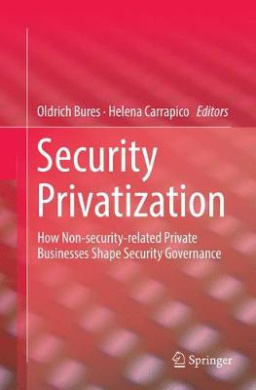 Oldrich Bures · Helena Carrapico Editors
Security
Privatization
How Non-security-related Private
Businesses Shape Security Governance
Springer